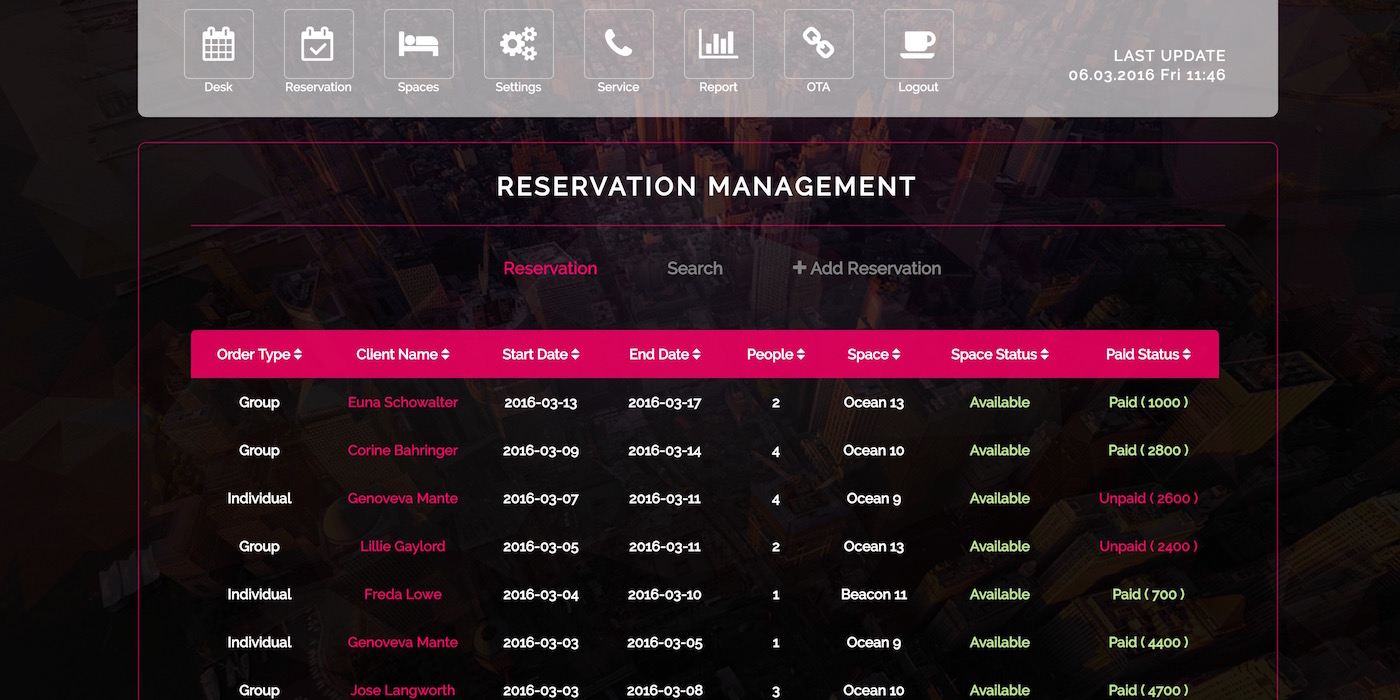 Desk Reservation Spaces Settings Service Report OTA Logout
LAST UPDATE
06.03.2016 Fri 11:46
RESERVATION MANAGEMENT
Reservation Search Add Reservation
Order Type Client Name Start Date End Date People Space Space Status Paid Status
Group Euna Schowalter 2016-03-13 2016-03-17 2 Ocean 13 Available Paid ( 1000 )
Group Corine Bahringer 2016-03-09 2016-03-14 4 Ocean 10 Available Paid ( 2800 )
Individual Genoveva Mante 2016-03-07 2016-03-11 4 Ocean 9 Available Unpaid ( 2600 )
Group Lillie Gaylord 2016-03-05 2016-03-11 2 Ocean 13 Available Unpaid ( 2400 )
Individual Freda Lowe 2016-03-04 2016-03-10 1 Beacon 11 Available Paid ( 700 )
Individual Genoveva Mante 2016-03-03 2016-03-05 1 Ocean 9 Available Paid ( 4400 )
Group Jose Langworth 2016-03-03 2016-03-08 3 Ocean 10 Available Paid ( 4700 )